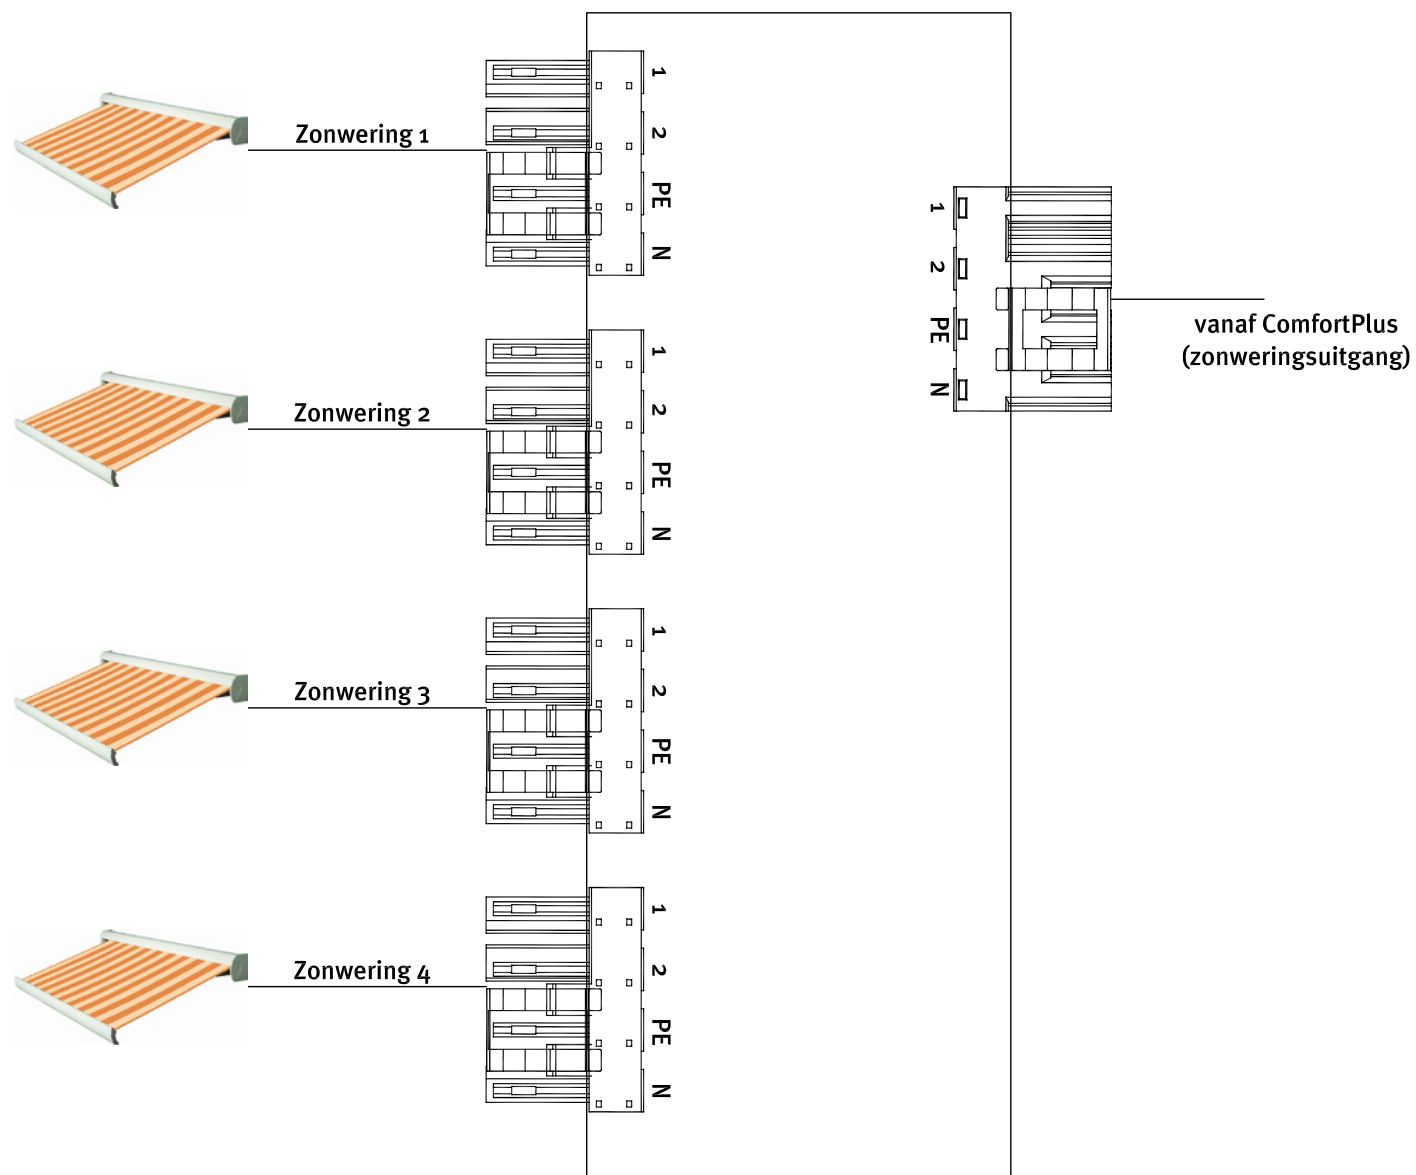 Zonwering 1
1
2
PE
N
1
2
PE
N
vanaf ComfortPlus
(zonweringsuitgang)
Zonwering 2
1
2
PE
N
Zonwering 3
1
2
PE
N
Zonwering 4
1
2
PE
N